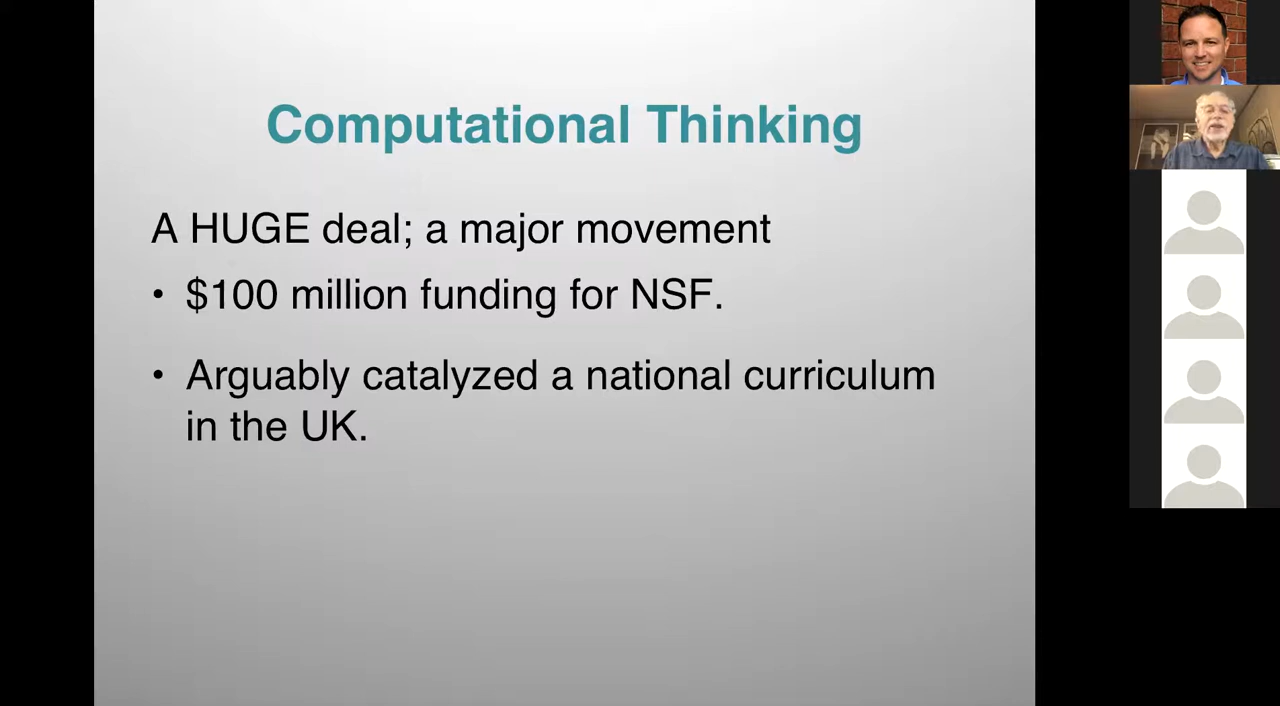 Computational Thinking
A HUGE deal; a major movement
• $100 million funding for NSF.
• Arguably catalyzed a national curriculum
in the UK.